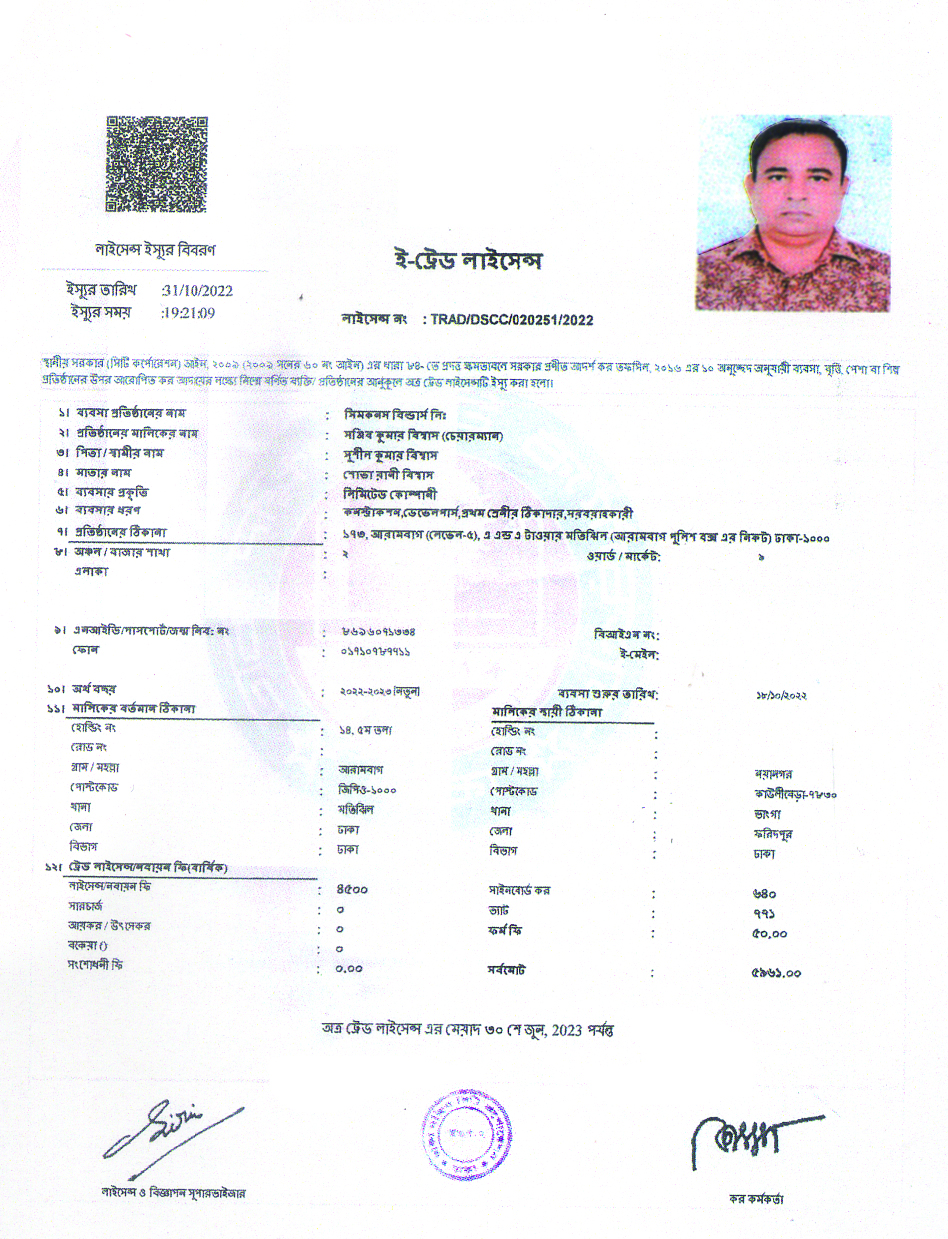 লাইসেন্স ইস্যুর বিবরণ
ই-ট্রেড লাইসেন্স
ইস্যুর তারিখ :31/10/2022
ইস্যুর সময় :19:21:09
লাইসেন্স নং : TRAD/DSCC/020251/2022
স্থানীয় সরকার (সিটি কর্পোরেশন) আইন, ২০০৯ (২০০৯ সনের ৬০ নং আইন) এর ধারা ৮৪- তে প্রদত্ত ক্ষমতাবলে সরকার প্রণীত আদর্শ কর তফসিল, ২০১৬ এর ১০ অনুচ্ছেদ অনুযায়ী ব্যবসা, বৃত্তি, পেশা বা শিল্প
প্রতিষ্ঠানের উপর আরোপিত কর আদায়ের লক্ষ্যে নিম্নে বর্ণিত ব্যক্তি/ প্রতিষ্ঠানের অনুকূলে অত্র ট্রেড লাইসেন্সটি ইস্যু করা হলো।
১। ব্যবসা প্রতিষ্ঠানের নাম : সিমকনস বিল্ডার্স লিঃ
২। প্রতিষ্ঠানের মালিকের নাম : সঞ্জিব কুমার বিশ্বাস (চেয়ারম্যান)
৩। পিতা / স্বামীর নাম : সুশীল কুমার বিশ্বাস
৪। মাতার নাম : শোভা রানী বিশ্বাস
৫। ব্যবসার প্রকৃতি : লিমিটেড কোম্পানী
৬। ব্যবসার ধরণ : কনস্ট্রাকশন,ডেভেলপার্স,প্রথম শ্রেণীর ঠিকাদার,সরবরাহকারী
৭। প্রতিষ্ঠানের ঠিকানা : ১৭৩, আরামবাগ (লেভেল-৫), এ এন্ড এ টাওয়ার মতিঝিল (আরামবাগ পুলিশ বক্স এর নিকট) ঢাকা-১০০০
৮। অঞ্চল / বাজার শাখা : ২ ওয়ার্ড / মার্কেট: ৯
এলাকা :
৯। এনআইডি/পাসপোর্ট/জন্ম নিব: নং : ৮৬৯৬০৭১৩৩৪ বিআইএন নং:
ফোন : ০১৭১০৭৮৭৭১১ ই-মেইল:
১০। অর্থ বছর : ২০২২-২০২৩ [নতুন] ব্যবসা শুরুর তারিখ: ১৮/১০/২০২২
১১। মালিকের বর্তমান ঠিকানা মালিকের স্থায়ী ঠিকানা
হোল্ডিং নং : ১৪, ৫ম তলা হোল্ডিং নং :
রোড নং : রোড নং :
গ্রাম / মহল্লা : আরামবাগ গ্রাম / মহল্লা : নয়ানগর
পোস্টকোড : জিপিও-১০০০ পোস্টকোড : কাউলীবেড়া-৭৮৩০
থানা : মতিঝিল থানা : ভাংগা
জেলা : ঢাকা জেলা : ফরিদপুর
বিভাগ : ঢাকা বিভাগ : ঢাকা
১২। ট্রেড লাইসেন্স/নবায়ন ফি(বার্ষিক)
লাইসেন্স/নবায়ন ফি : ৪৫০০ সাইনবোর্ড কর : ৬৪০
সারচার্জ : ০ ভ্যাট : ৭৭১
আয়কর / উৎসেকর : ০ ফর্ম ফি : ৫০.০০
বকেয়া () : ০
সংশোধনী ফি : ০.০০ সর্বমোট : ৫৯৬১.০০
অত্র ট্রেড লাইসেন্স এর মেয়াদ ৩০ শে জুন, 2023 পর্যন্ত
লাইসেন্স ও বিজ্ঞাপন সুপারভাইজার
কর কর্মকর্তা